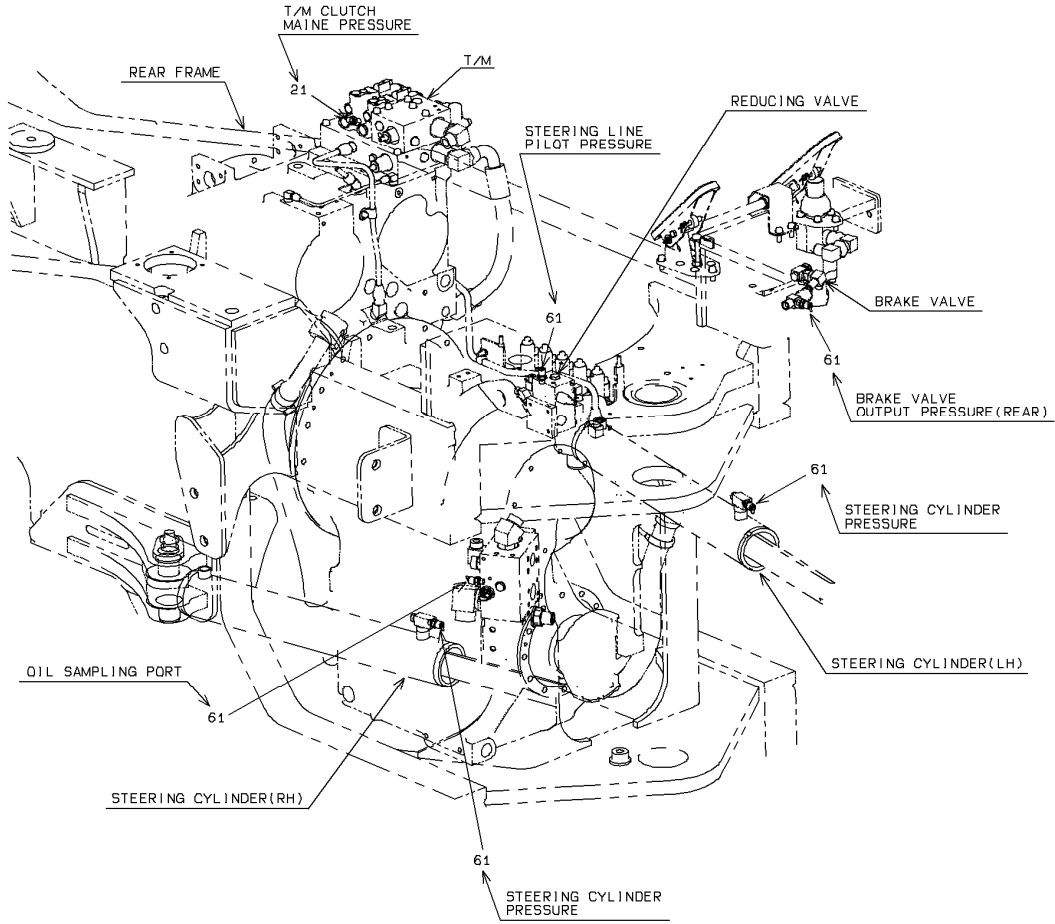 T/M CLUTCH
MAINE PRESSURE
T/M
REAR FRAME
21
REDUCING VALVE
STEERING LINE
PILOT PRESSURE
61
BRAKE VALVE
61
BRAKE VALVE
OUTPUT PRESSURE(REAR)
61
STEERING CYLINDER
PRESSURE
STEERING CYLINDER(LH)
OIL SAMPLING PORT
61
STEERING CYLINDER(RH)
61
STEERING CYLINDER
PRESSURE